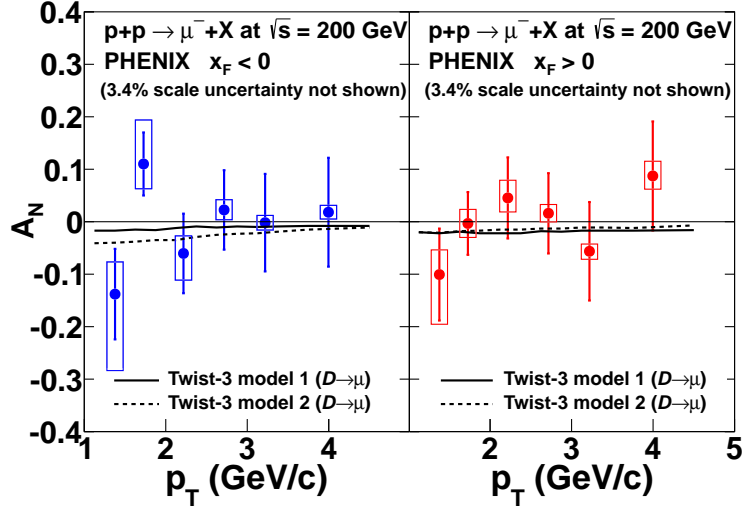 p+p → μ⁻+X at √s = 200 GeV
PHENIX x_F < 0
(3.4% scale uncertainty not shown)
p+p → μ⁻+X at √s = 200 GeV
PHENIX x_F > 0
(3.4% scale uncertainty not shown)
A_N
0.4
0.3
0.2
0.1
0
-0.1
-0.2
-0.3
-0.4
Twist-3 model 1 (D→μ)
Twist-3 model 2 (D→μ)
Twist-3 model 1 (D→μ)
Twist-3 model 2 (D→μ)
1 2 3 4 2 3 4 5
p_T (GeV/c) p_T (GeV/c)